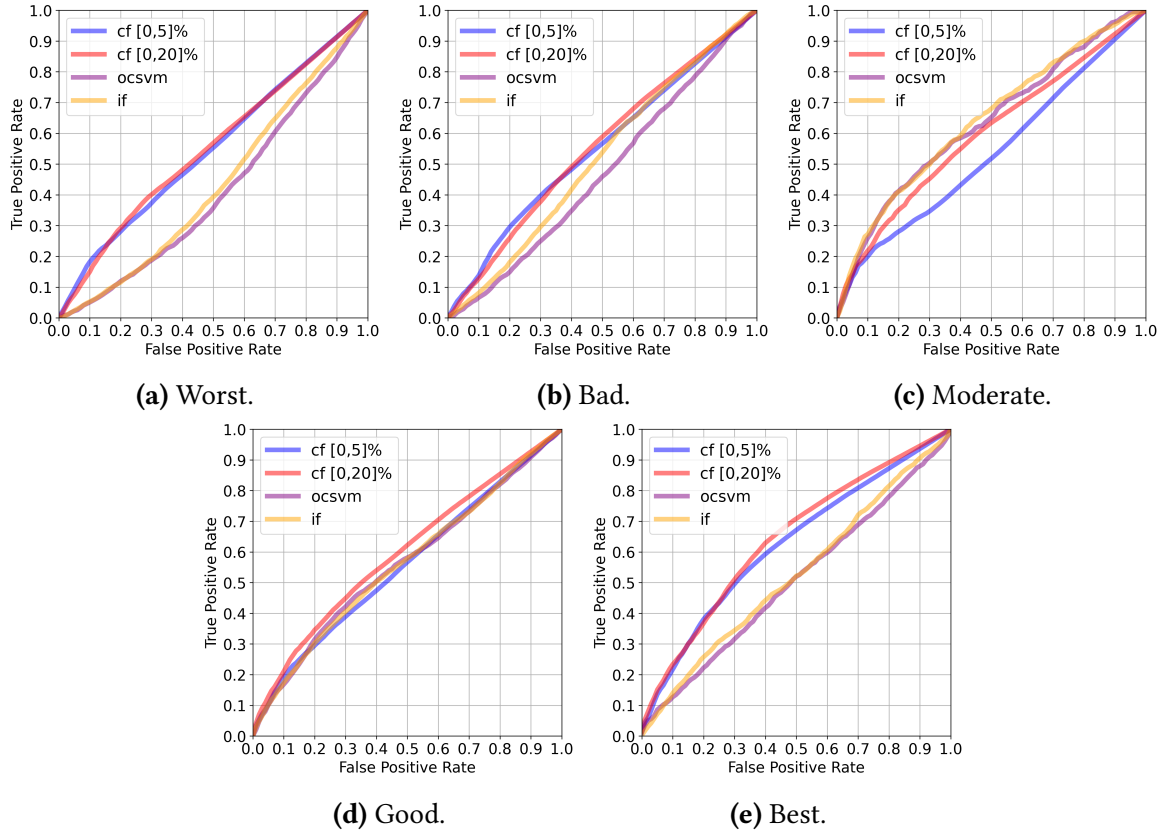 1.0
0.9
0.8
0.7
0.6
0.5
0.4
0.3
0.2
0.1
0.0
True Positive Rate
cf [0,5]%
cf [0,20]%
ocsvm
if
0.0 0.1 0.2 0.3 0.4 0.5 0.6 0.7 0.8 0.9 1.0
False Positive Rate
(a) Worst.
1.0
0.9
0.8
0.7
0.6
0.5
0.4
0.3
0.2
0.1
0.0
True Positive Rate
cf [0,5]%
cf [0,20]%
ocsvm
if
0.0 0.1 0.2 0.3 0.4 0.5 0.6 0.7 0.8 0.9 1.0
False Positive Rate
(b) Bad.
1.0
0.9
0.8
0.7
0.6
0.5
0.4
0.3
0.2
0.1
0.0
True Positive Rate
cf [0,5]%
cf [0,20]%
ocsvm
if
0.0 0.1 0.2 0.3 0.4 0.5 0.6 0.7 0.8 0.9 1.0
False Positive Rate
(c) Moderate.
1.0
0.9
0.8
0.7
0.6
0.5
0.4
0.3
0.2
0.1
0.0
True Positive Rate
cf [0,5]%
cf [0,20]%
ocsvm
if
0.0 0.1 0.2 0.3 0.4 0.5 0.6 0.7 0.8 0.9 1.0
False Positive Rate
(d) Good.
1.0
0.9
0.8
0.7
0.6
0.5
0.4
0.3
0.2
0.1
0.0
True Positive Rate
cf [0,5]%
cf [0,20]%
ocsvm
if
0.0 0.1 0.2 0.3 0.4 0.5 0.6 0.7 0.8 0.9 1.0
False Positive Rate
(e) Best.